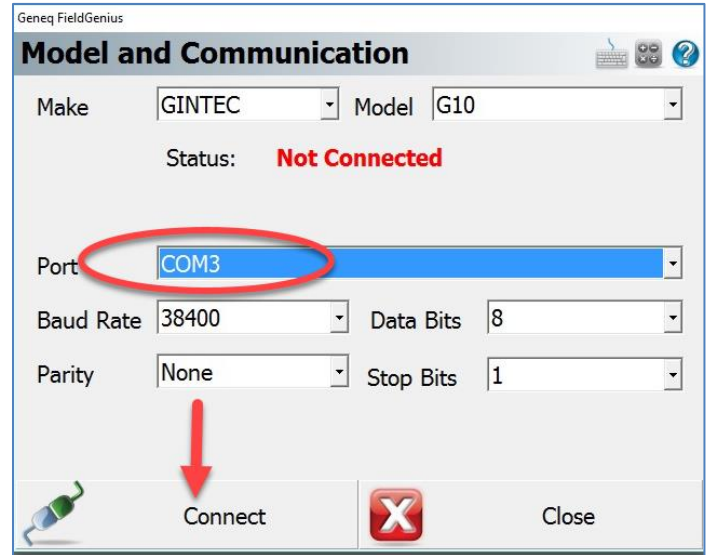 Geneq FieldGenius
Model and Communication
Make GINTEC Model G10
Status: Not Connected
Port COM3
Baud Rate 38400 Data Bits 8
Parity None Stop Bits 1
Connect Close